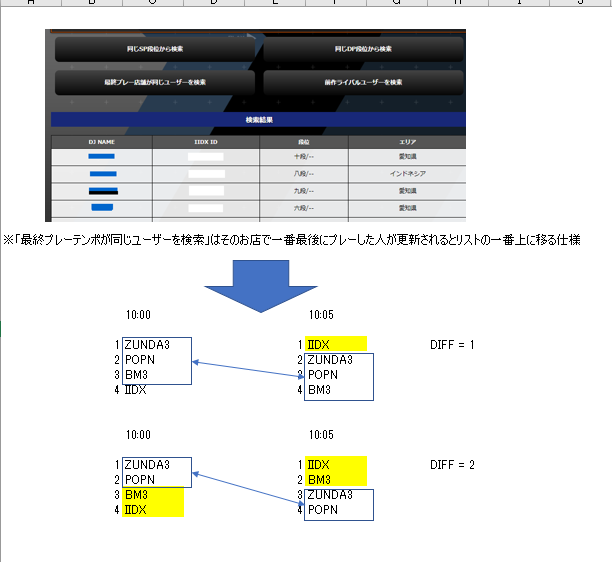 A B C D E F G H I J
同じSP段位から検索 同じDP段位から検索
最終プレー店舗が同じユーザーを検索 前作ライバルユーザーを検索
検索結果
DJ NAME IIDX ID 段位 エリア
十段/-- 愛知県
八段/-- インドネシア
九段/-- 愛知県
六段/-- 愛知県
※「最終プレーテンポが同じユーザーを検索」はそのお店で一番最後にプレーした人が更新されるとリストの一番上に移る仕様
10:00 10:05
1 ZUNDA3 1 IIDX DIFF = 1
2 POPN 2 ZUNDA3
3 BM3 3 POPN
4 IIDX 4 BM3
10:00 10:05
1 ZUNDA3 1 IIDX DIFF = 2
2 POPN 2 BM3
3 BM3 3 ZUNDA3
4 IIDX 4 POPN